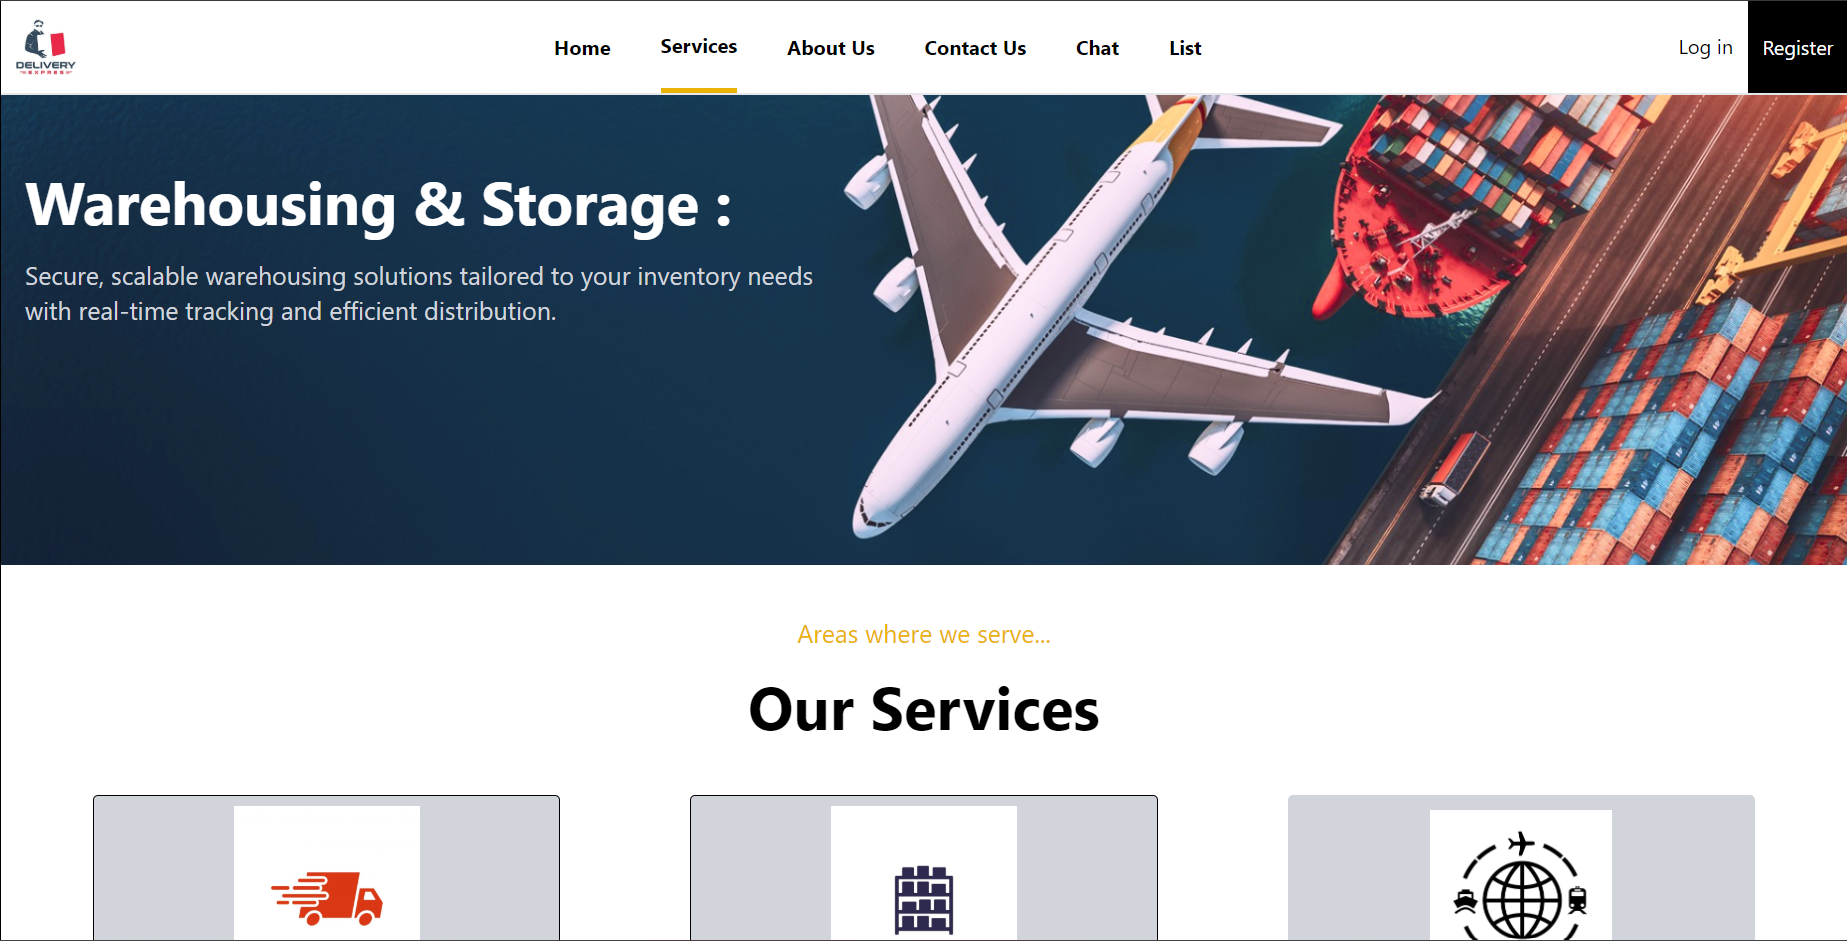 DELIVERY
EXPRESS
Home
Services
About Us
Contact Us
Chat
List
Log in
Register
Warehousing & Storage :
Secure, scalable warehousing solutions tailored to your inventory needs
with real-time tracking and efficient distribution.
Areas where we serve...
Our Services